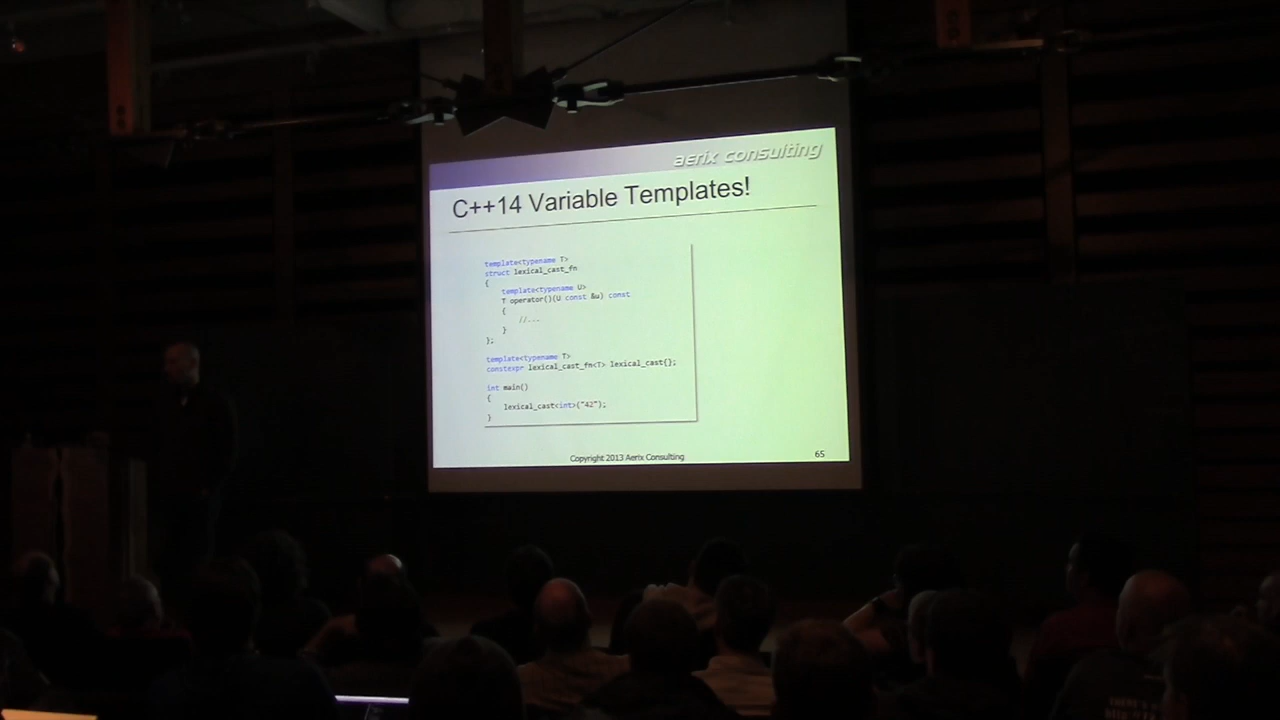 aerix consulting
C++14 Variable Templates!
template<typename T>
struct lexical_cast_fn
{
template<typename U>
T operator()(U const &u) const
{
//...
}
};
template<typename T>
constexpr lexical_cast_fn<T> lexical_cast{};
int main()
{
lexical_cast<int>("42");
}
Copyright 2013 Aerix Consulting
65
THERE'S